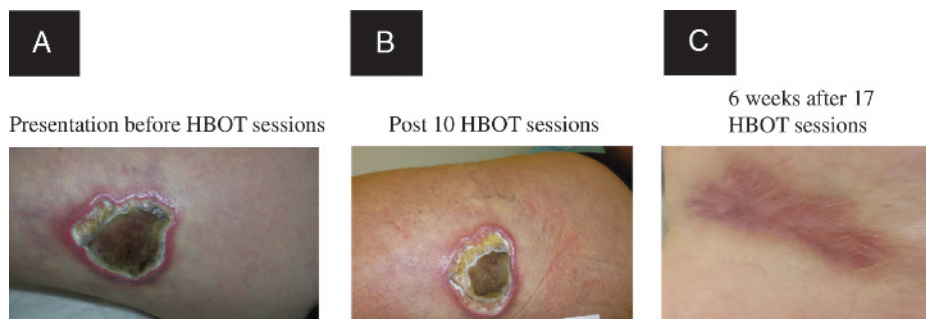 A
B
C
Presentation before HBOT sessions
Post 10 HBOT sessions
6 weeks after 17
HBOT sessions